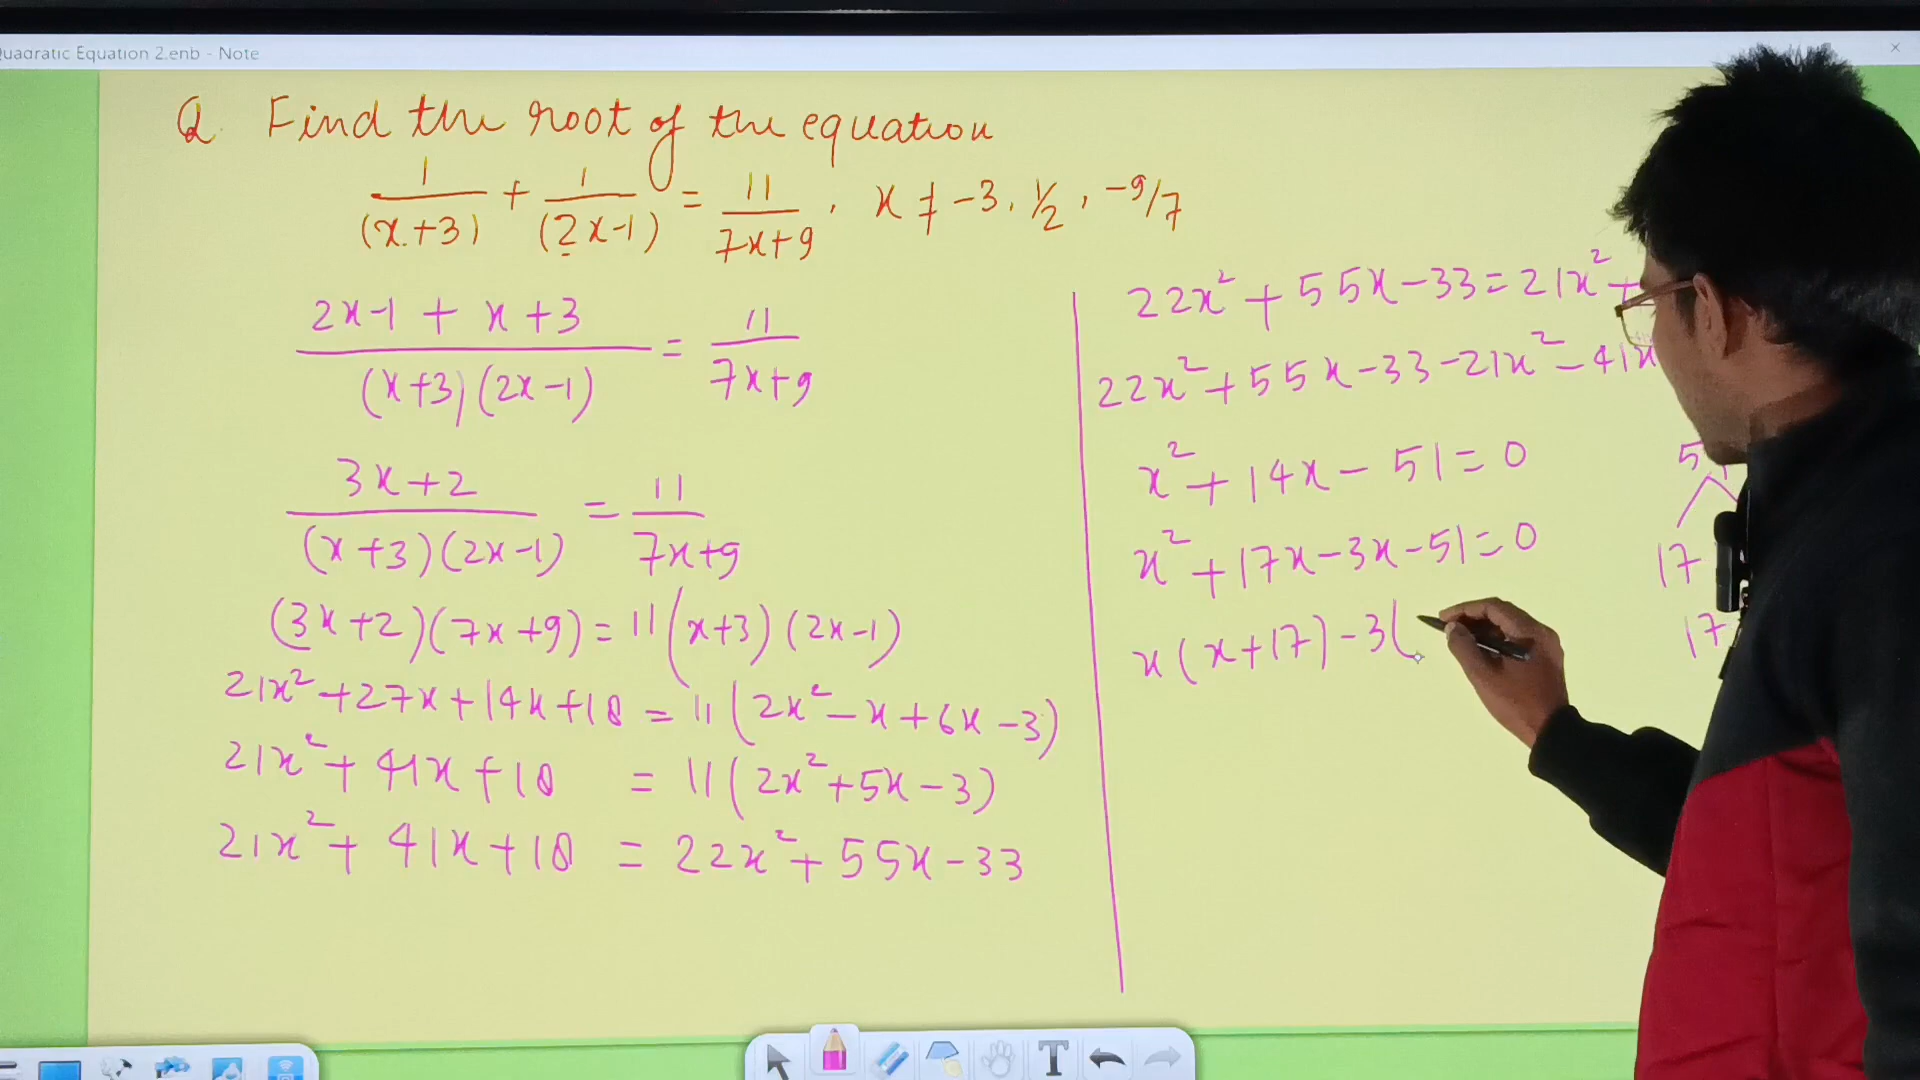 Quadratic Equation 2.enb - Note
Q. Find the root of the equation
1/(x+3) + 1/(2x-1) = 11/7x+9, x ≠ -3, 1/2, -9/7
2x-1 + x+3/(x+3)(2x-1) = 11/7x+9
3x+2/(x+3)(2x-1) = 11/7x+9
(3x+2)(7x+9) = 11(x+3)(2x-1)
21x²+27x+14x+18 = 11(2x²-x+6x-3)
21x²+41x+18 = 11(2x²+5x-3)
21x²+41x+18 = 22x²+55x-33
22x²+55x-33=21x²+
22x²+55x-33-21x²-41x
x²+14x-51=0
x²+17x-3x-51=0
x(x+17)-3(
17
17
T